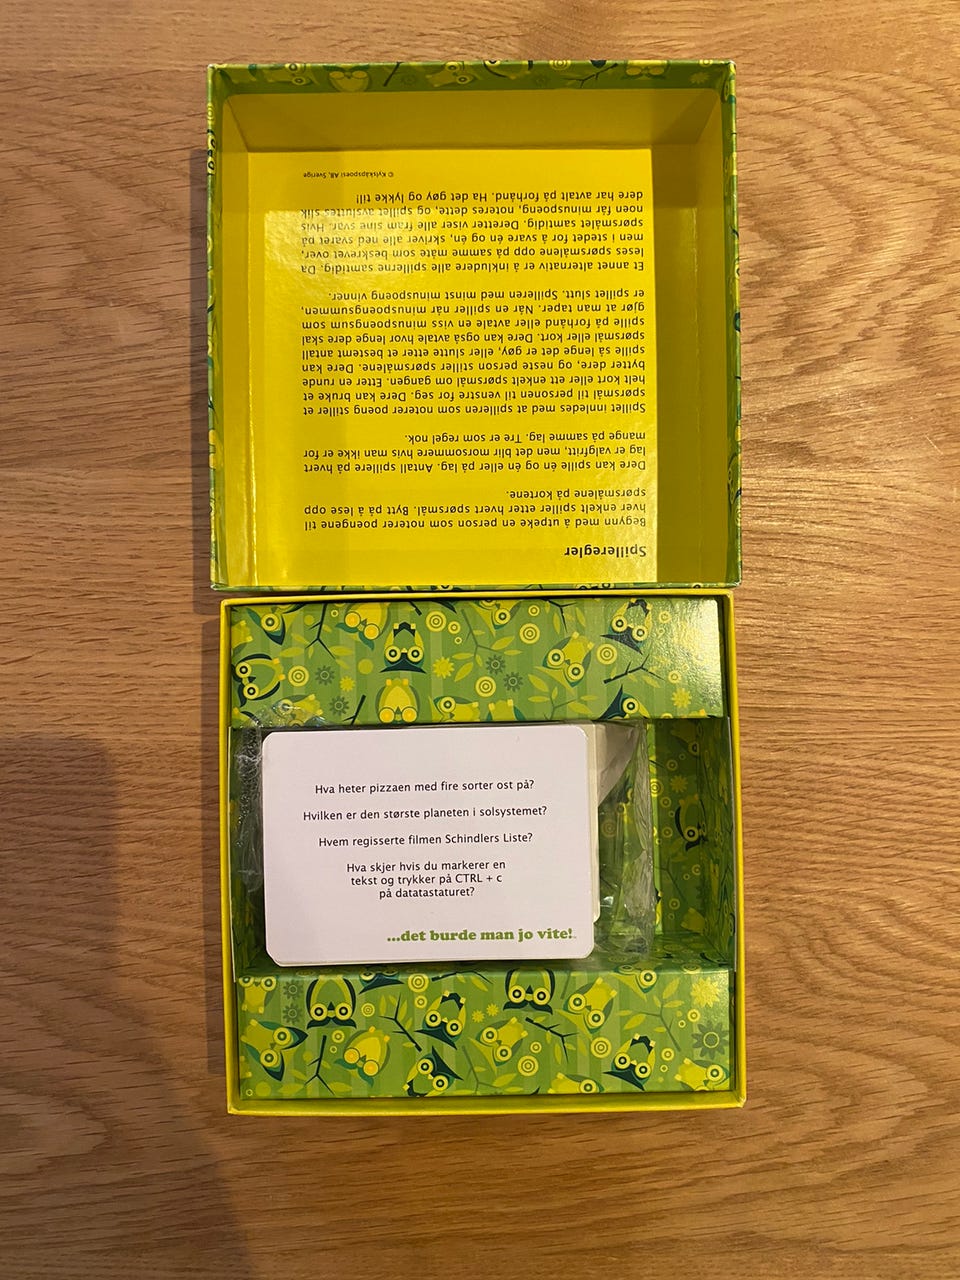 Spilleregler
Begynn med å utpeke en person som noterer poengene til
hver enkelt spiller etter hvert spørsmål. Bytt på å lese opp
spørsmålene på kortene.
Dere kan spille én og én eller på lag. Antall spillere på hvert
lag er valgfritt, men det blir morsommere hvis man ikke er for
mange på samme lag. Tre er som regel nok.
Spillet innledes med at spilleren som noterer poeng stiller et
spørsmål til personen til venstre for seg. Dere kan bruke et
helt kort eller ett enkelt spørsmål om gangen. Etter en runde
bytter dere, og neste person stiller spørsmålene. Dere kan
spille så lenge det er gøy, eller slutte etter et bestemt antall
spørsmål eller kort. Dere kan også avtale hvor lenge dere skal
spille på forhånd eller avtale en viss minuspoengsum som
gjør at man taper. Når en spiller når minuspoengsummen,
er spillet slutt. Spilleren med minst minuspoeng vinner.
Et annet alternativ er å inkludere alle spillerne samtidig. Da
leses spørsmålene opp på samme måte som beskrevet over,
men i stedet for å svare én og én, skriver alle ned svaret på
spørsmålet samtidig. Deretter viser alle fram sine svar. Hvis
noen får minuspoeng, noteres dette, og spillet avsluttes slik
dere har avtalt på forhånd. Ha det gøy og lykke til!
© Kylskåpspoesi AB, Sverige
Hva heter pizzaen med fire sorter ost på?
Hvilken er den største planeten i solsystemet?
Hvem regisserte filmen Schindlers Liste?
Hva skjer hvis du markerer en
tekst og trykker på CTRL + c
på datatastaturet?
...det burde man jo vite!